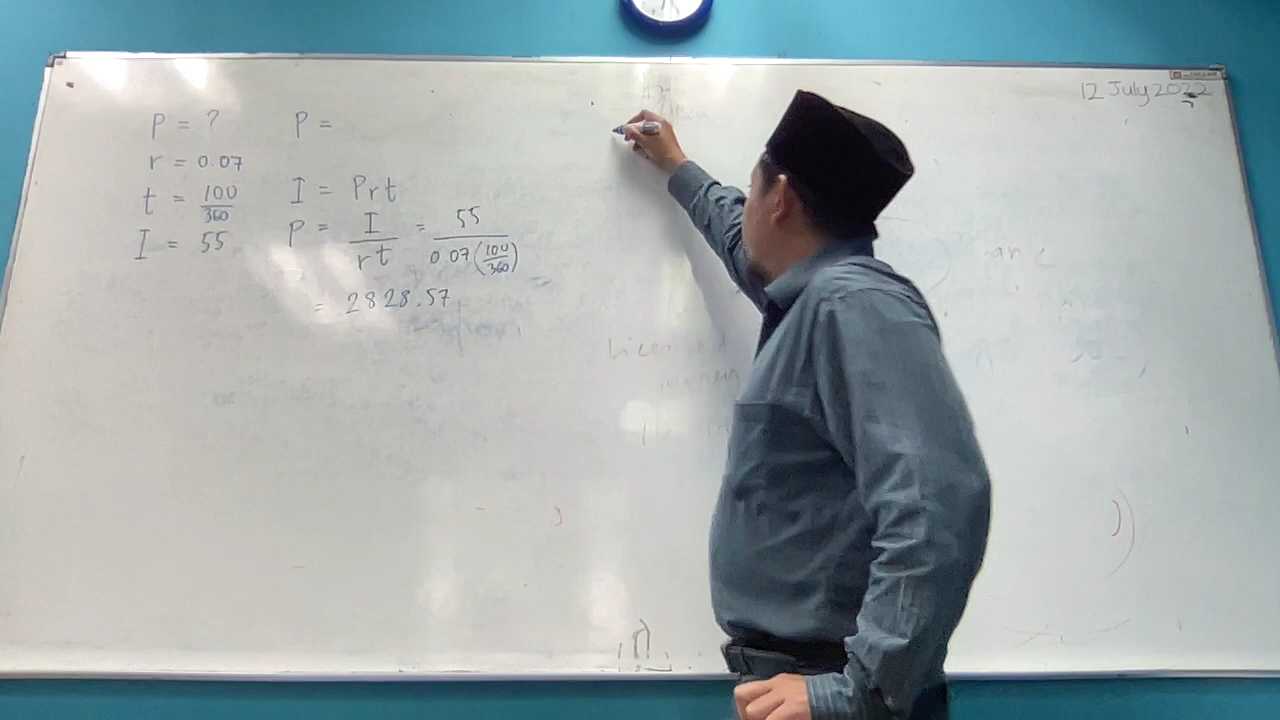 12 July 2022
P = ?
r = 0.07
t = 100/360
I = 55
P =
I = Prt
P = I/rt = 55/0.07(100/360)
= 2828.57